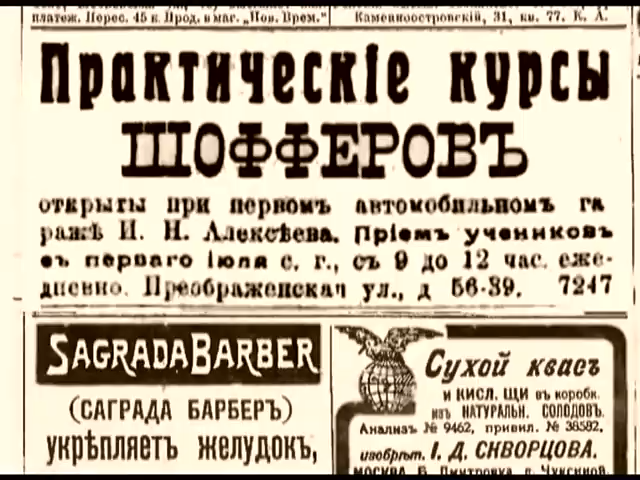 платеж. Перес. 45 к. Прод. в маг. „Нов. Врем."
Каменноостровскій, 31, кв. 77. К. А.
Практическіе курсы
ШОФФЕРОВЪ
открыты при первомъ автомобильномъ га
ражѣ И. Н. Алексѣева. Пріемъ учениковъ
съ перваго іюля с. г., съ 9 до 12 час. еже-
дневно. Преображенская ул., д 56-39. 7247
SAGRADA BARBER
(САГРАДА БАРБЕРЪ)
укрѣпляетъ желудокъ,
Сухой квасъ
и КИСЛ. ЩИ въ коробк.
изъ НАТУРАЛЬН. СОЛОДОВЪ.
Анализъ № 9462, привил. № 38582,
изобрѣт. І. Д. СКВОРЦОВА.
МОСКВА, Б. Дмитровка, д.